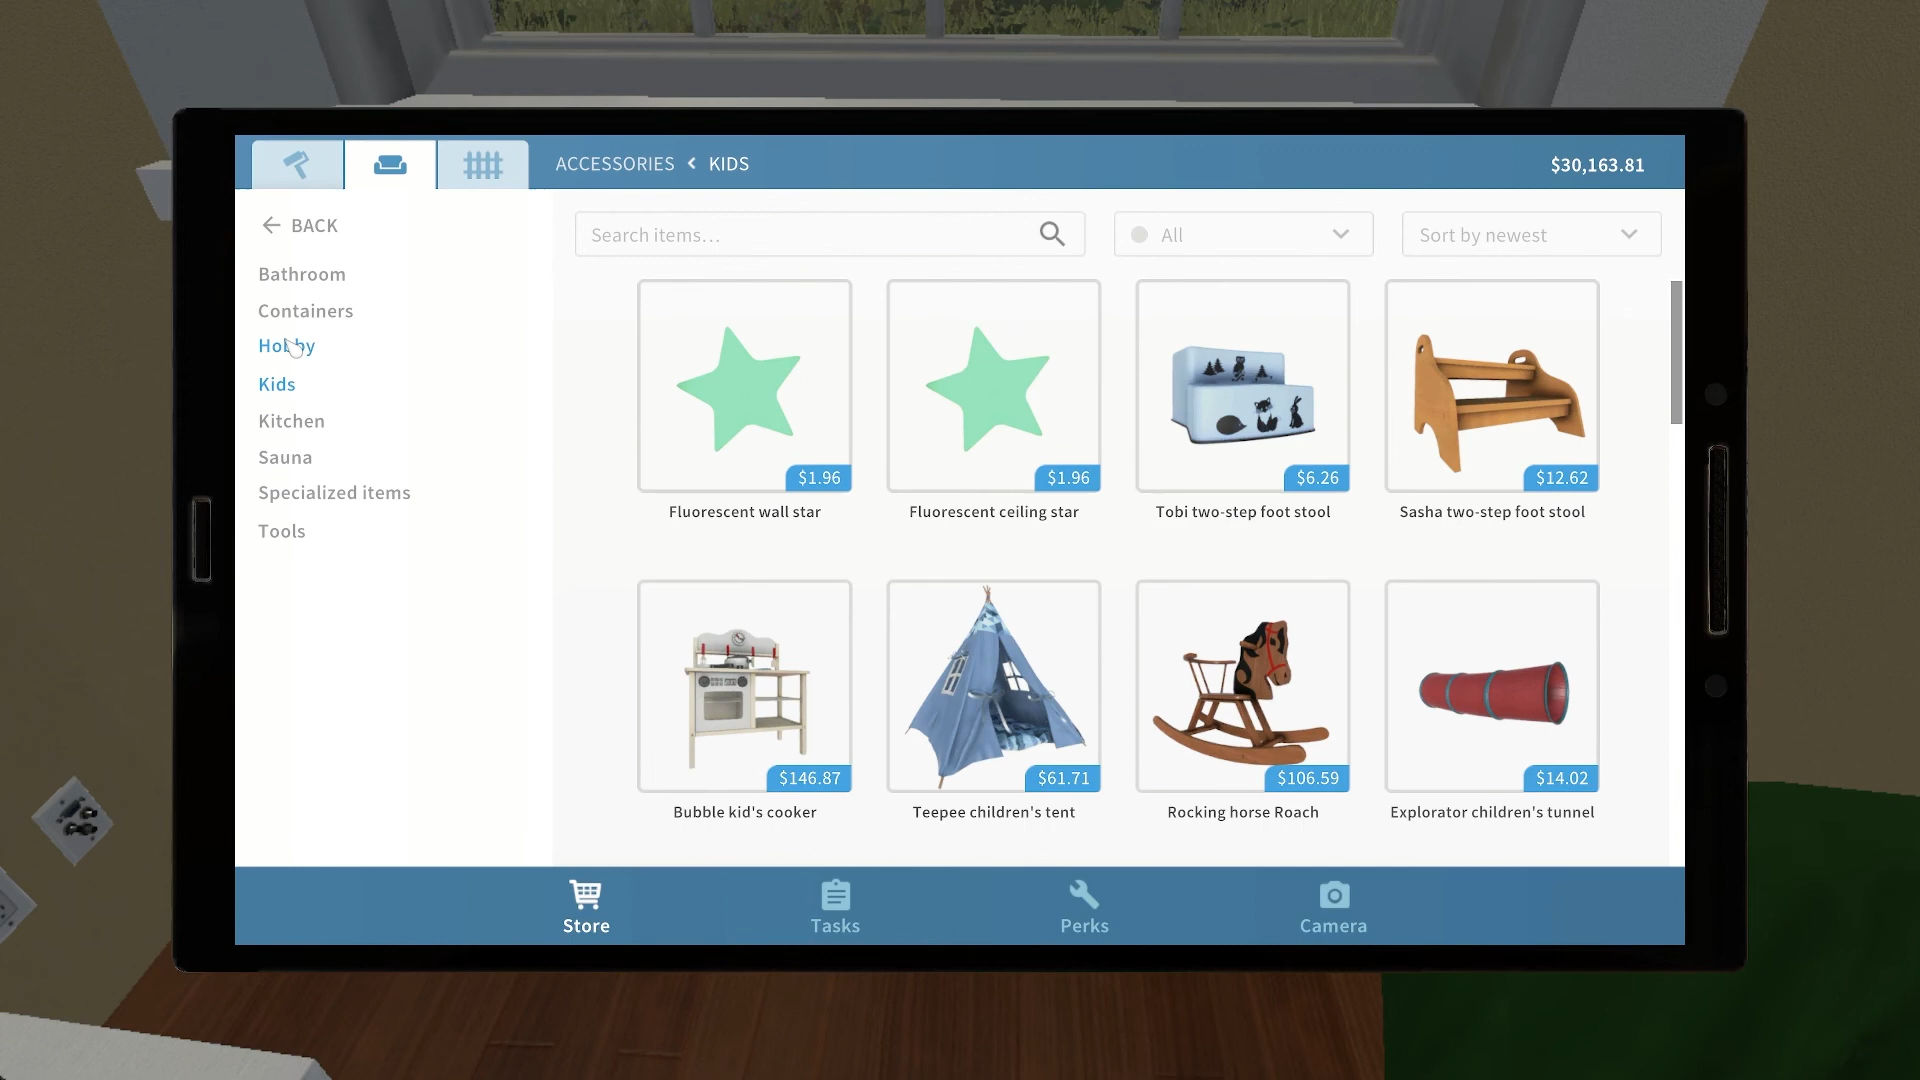 ACCESSORIES < KIDS
$30,163.81
BACK
Search items...
All
Sort by newest
Bathroom
Containers
Hobby
Kids
Kitchen
Sauna
Specialized items
Tools
$1.96
$1.96
$6.26
$12.62
Fluorescent wall star
Fluorescent ceiling star
Tobi two-step foot stool
Sasha two-step foot stool
$146.87
$61.71
$106.59
$14.02
Bubble kid's cooker
Teepee children's tent
Rocking horse Roach
Explorator children's tunnel
Store
Tasks
Perks
Camera